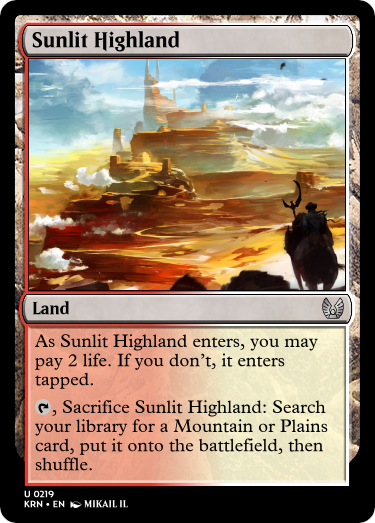 Sunlit Highland
Land
As Sunlit Highland enters, you may
pay 2 life. If you don't, it enters
tapped.
, Sacrifice Sunlit Highland: Search
your library for a Mountain or Plains
card, put it onto the battlefield, then
shuffle.
U 0219
KRN • EN MIKAIL IL